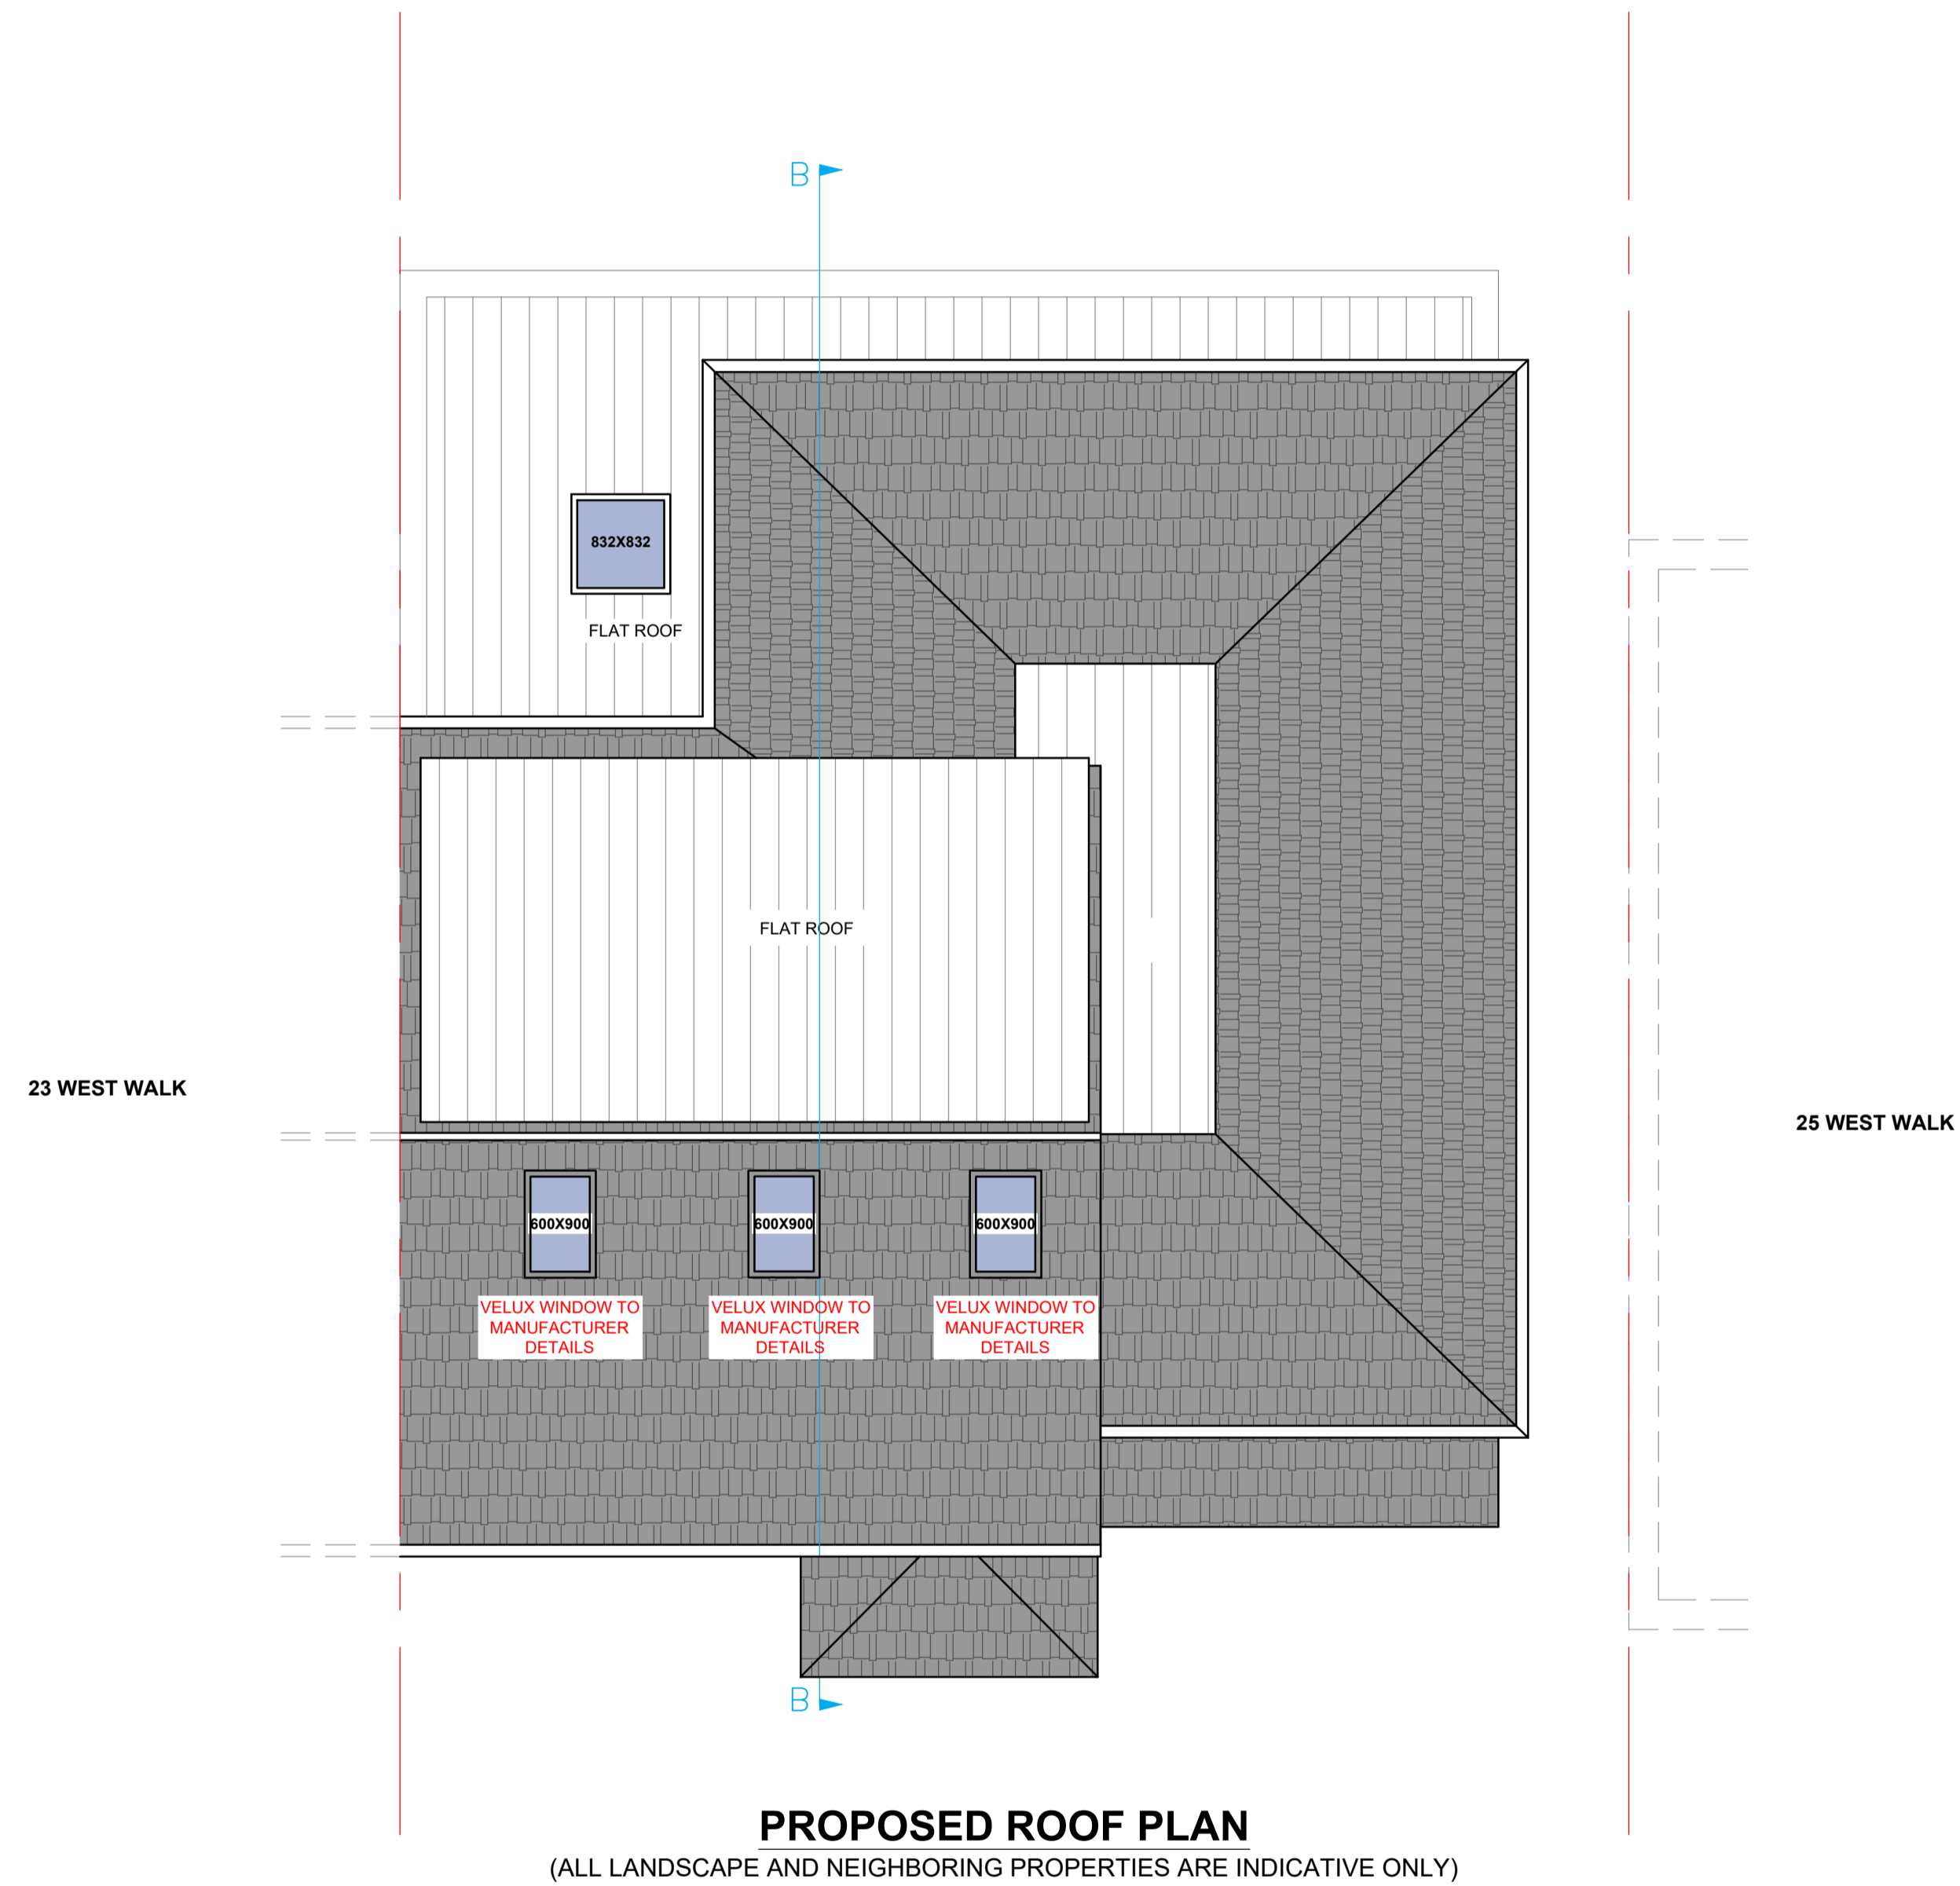 B
832X832
FLAT ROOF
FLAT ROOF
23 WEST WALK
25 WEST WALK
600X900
600X900
600X900
VELUX WINDOW TO
MANUFACTURER
DETAILS
VELUX WINDOW TO
MANUFACTURER
DETAILS
VELUX WINDOW TO
MANUFACTURER
DETAILS
B
PROPOSED ROOF PLAN
(ALL LANDSCAPE AND NEIGHBORING PROPERTIES ARE INDICATIVE ONLY)